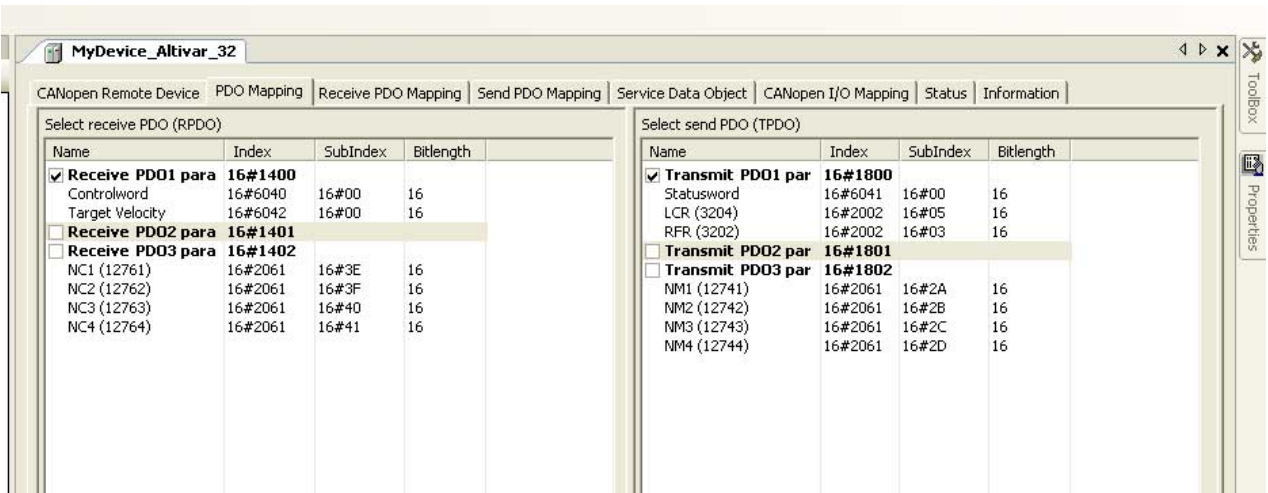 MyDevice_Altivar_32
CANopen Remote Device PDO Mapping Receive PDO Mapping Send PDO Mapping Service Data Object CANopen I/O Mapping Status Information
Select receive PDO (RPDO)
Name Index SubIndex Bitlength
Receive PDO1 para 16#1400
Controlword 16#6040 16#00 16
Target Velocity 16#6042 16#00 16
Receive PDO2 para 16#1401
Receive PDO3 para 16#1402
NC1 (12761) 16#2061 16#3E 16
NC2 (12762) 16#2061 16#3F 16
NC3 (12763) 16#2061 16#40 16
NC4 (12764) 16#2061 16#41 16
Select send PDO (TPDO)
Name Index SubIndex Bitlength
Transmit PDO1 par 16#1800
Statusword 16#6041 16#00 16
LCR (3204) 16#2002 16#05 16
RFR (3202) 16#2002 16#03 16
Transmit PDO2 par 16#1801
Transmit PDO3 par 16#1802
NM1 (12741) 16#2061 16#2A 16
NM2 (12742) 16#2061 16#2B 16
NM3 (12743) 16#2061 16#2C 16
NM4 (12744) 16#2061 16#2D 16
ToolBox
Properties